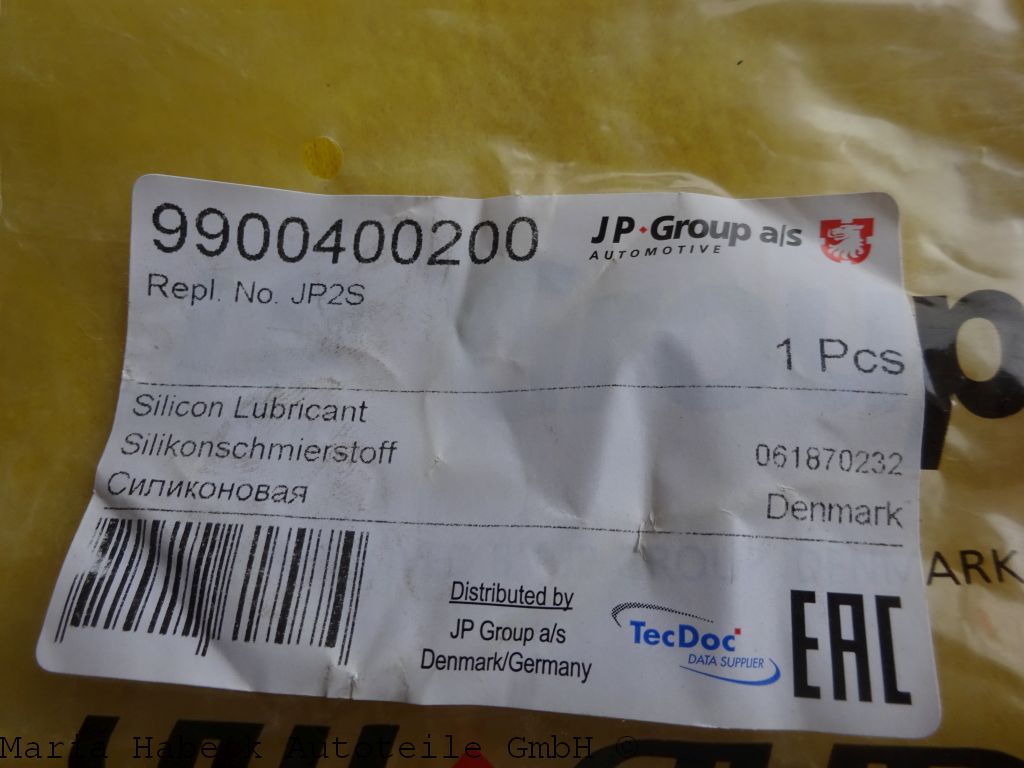 9900400200
JP Group a/s
AUTOMOTIVE
Repl. No. JP2S
1 Pcs
Silicon Lubricant
Silikonschmierstoff
061870232
Силиконовая
Denmark
ARK
Distributed by
JP Group a/s
Denmark/Germany
TecDoc
DATA SUPPLIER
EAC
Maria Habeck Autoteile GmbH ©